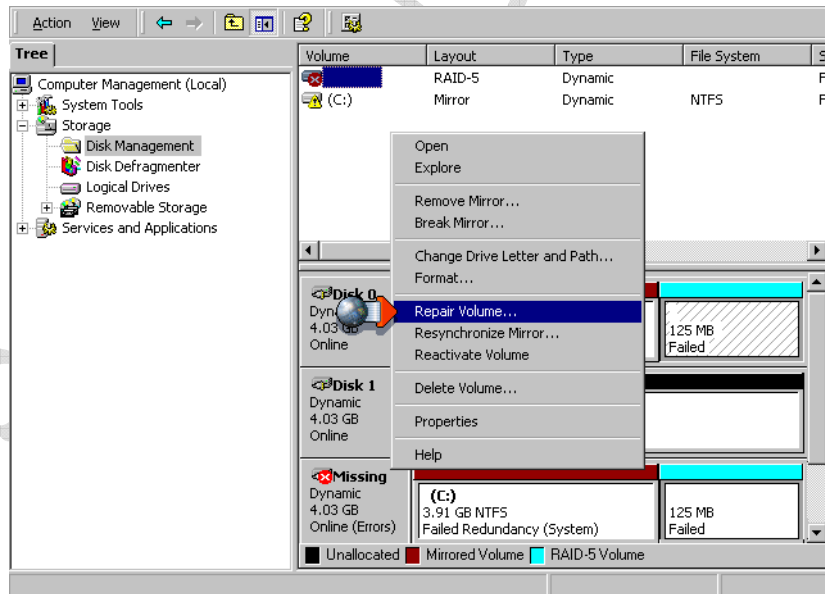 Action View
Tree
Computer Management (Local)
System Tools
Storage
Disk Management
Disk Defragmenter
Logical Drives
Removable Storage
Services and Applications
Volume Layout Type File System S
RAID-5 Dynamic F
(C:) Mirror Dynamic NTFS F
Open
Explore
Remove Mirror...
Break Mirror...
Change Drive Letter and Path...
Format...
Repair Volume...
Resynchronize Mirror...
Reactivate Volume
Delete Volume...
Properties
Help
Disk 0
4.03 GB
Online
125 MB
Failed
Disk 1
Dynamic
4.03 GB
Online
Missing
Dynamic
4.03 GB
Online (Errors)
(C:)
3.91 GB NTFS
Failed Redundancy (System)
125 MB
Failed
Unallocated Mirrored Volume RAID-5 Volume